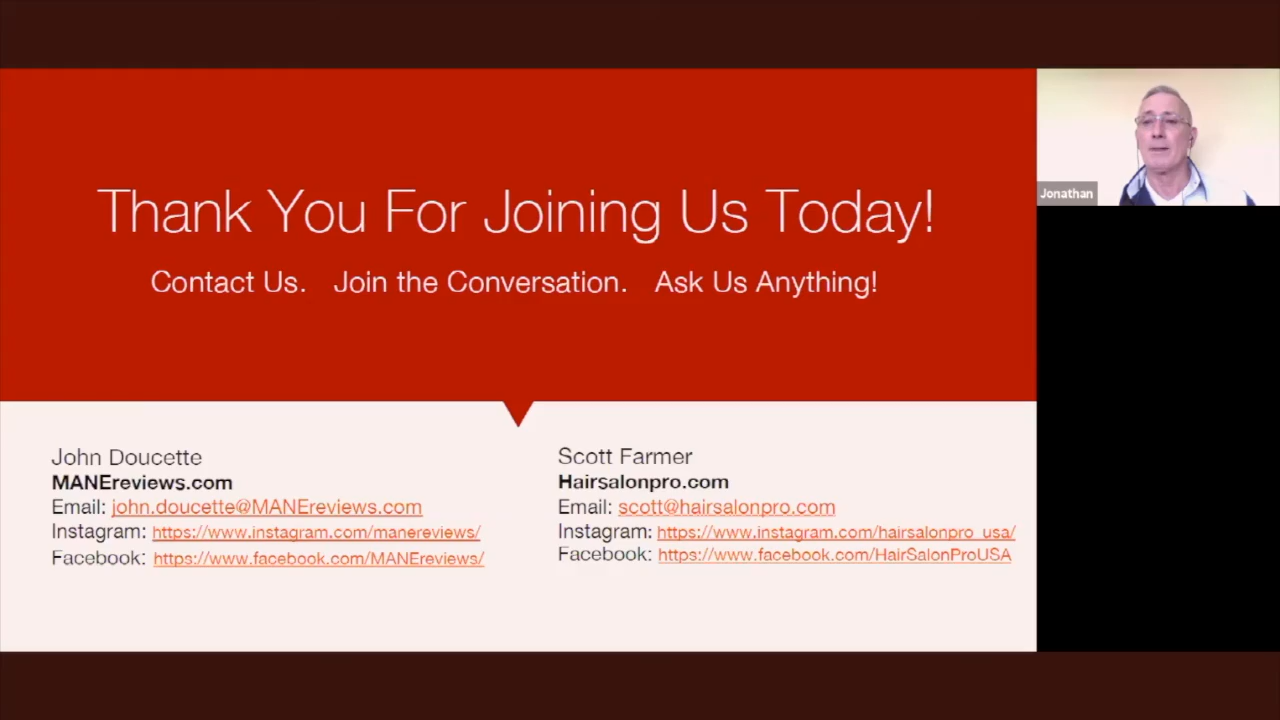 Thank You For Joining Us Today!
Contact Us. Join the Conversation. Ask Us Anything!
Jonathan
John Doucette
MANEreviews.com
Email: john.doucette@MANEreviews.com
Instagram: https://www.instagram.com/manereviews/
Facebook: https://www.facebook.com/MANEreviews/
Scott Farmer
Hairsalonpro.com
Email: scott@hairsalonpro.com
Instagram: https://www.instagram.com/hairsalonpro_usa/
Facebook: https://www.facebook.com/HairSalonProUSA